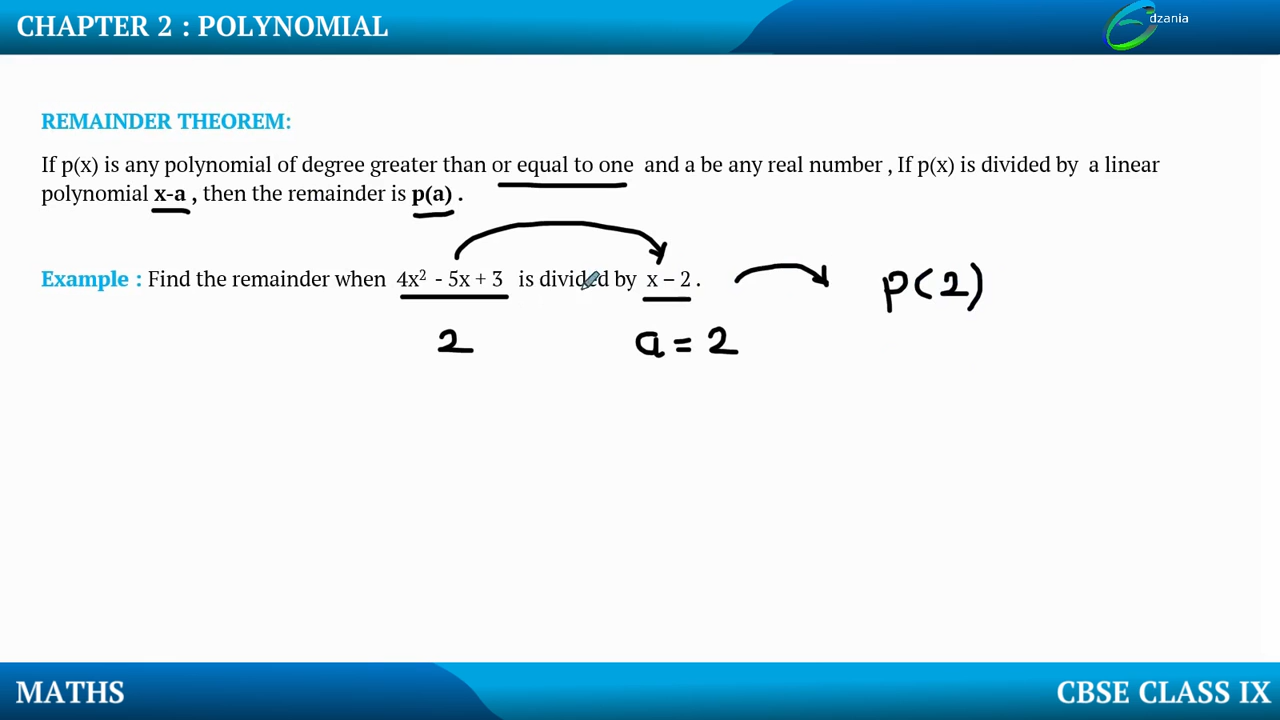 CHAPTER 2 : POLYNOMIAL
Edzania
REMAINDER THEOREM:
If p(x) is any polynomial of degree greater than or equal to one and a be any real number , If p(x) is divided by a linear
polynomial x-a , then the remainder is p(a) .
Example : Find the remainder when 4x² - 5x + 3 is divided by x – 2 .
p(2)
2
a = 2
MATHS
CBSE CLASS IX